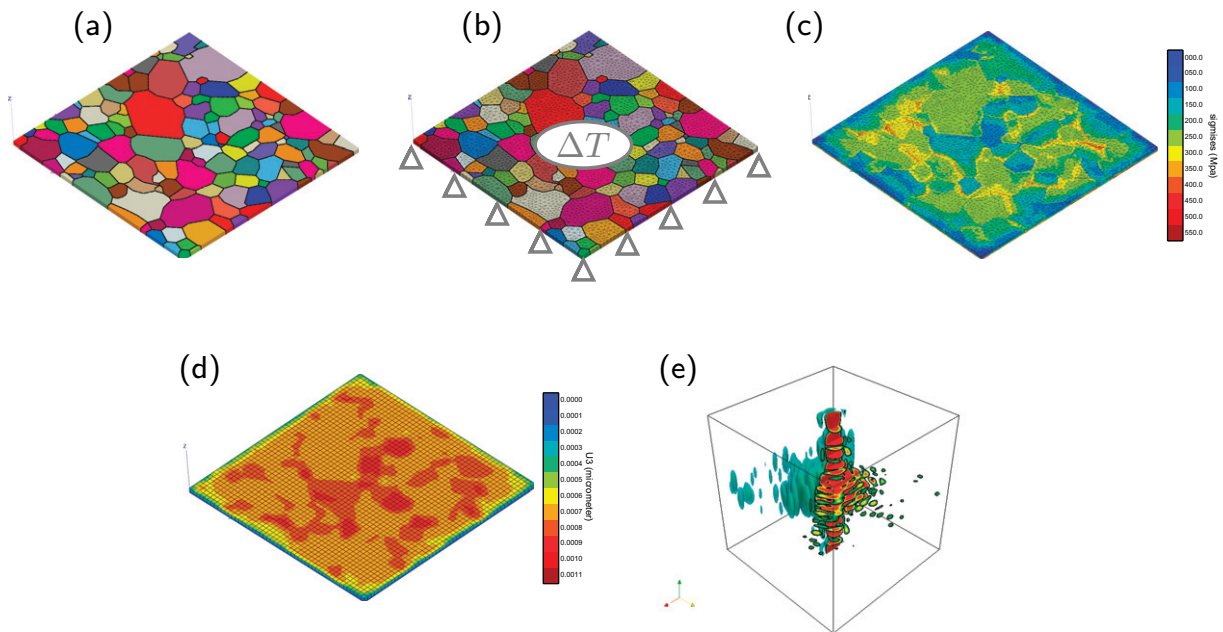 (a)
(b)
(c)
z
z
ΔT
z
000.0
050.0
100.0
150.0
200.0
250.0
300.0
350.0
400.0
450.0
500.0
550.0
sigmises (Mpa)
(d)
(e)
z
0.0000
0.0001
0.0002
0.0003
0.0004
0.0005
0.0006
0.0007
0.0008
0.0009
0.0010
0.0011
U3 (micrometer)